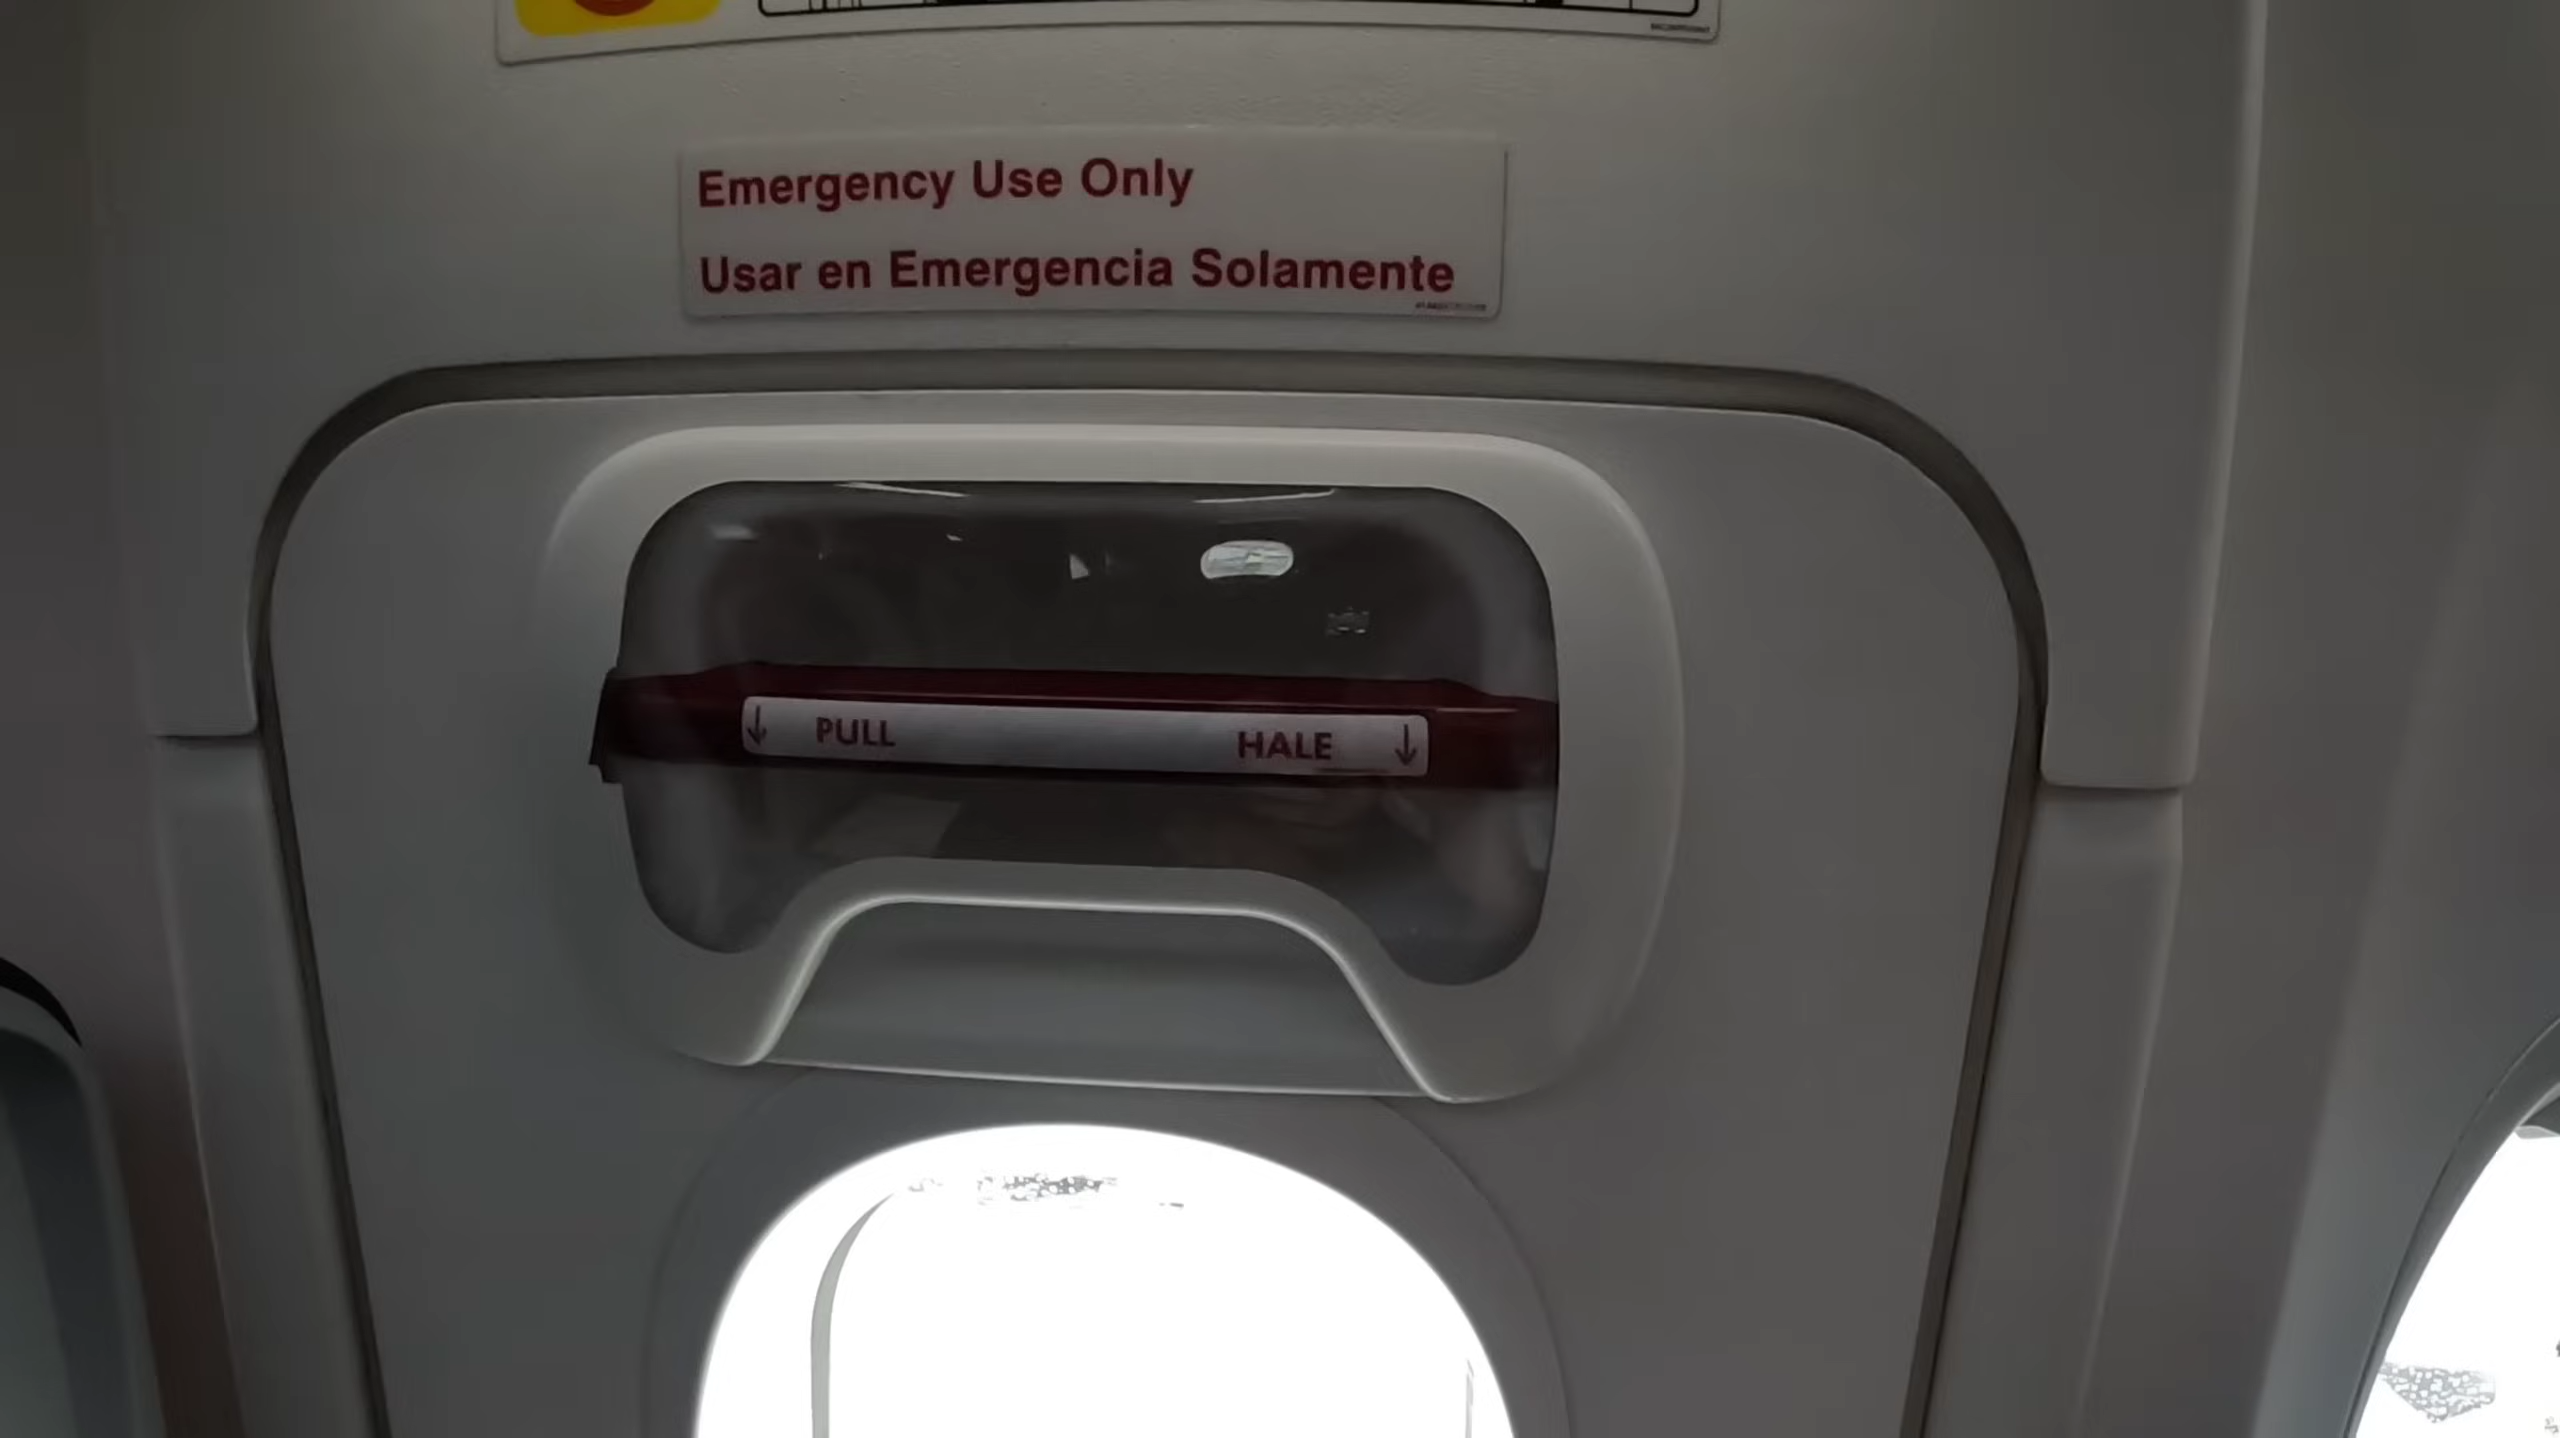 Emergency Use Only
Usar en Emergencia Solamente
↓ PULL HALE ↓